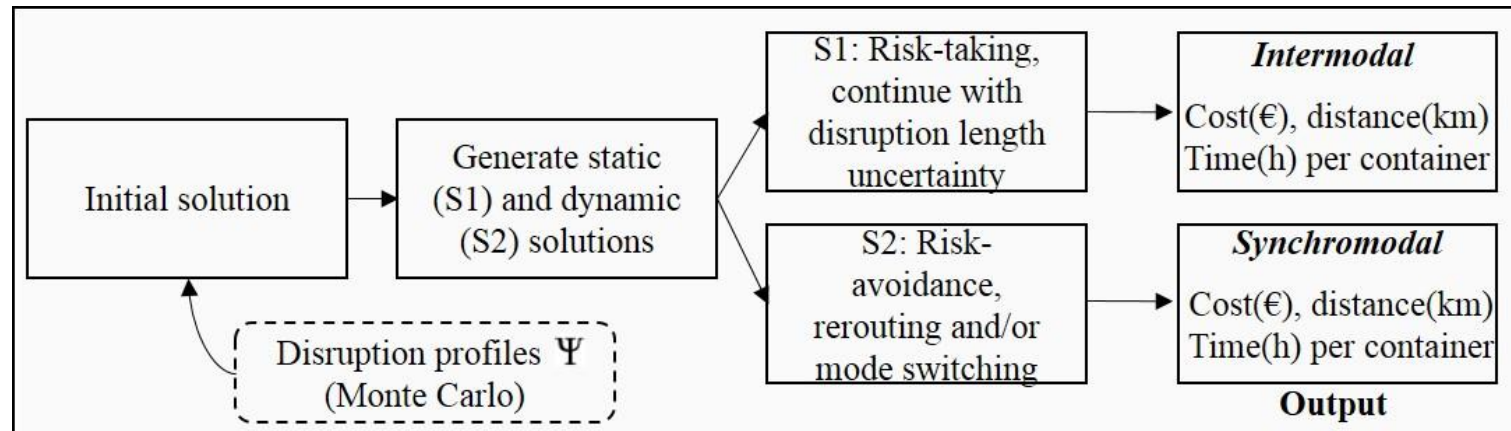 Initial solution
Disruption profiles Ψ
(Monte Carlo)
Generate static
(S1) and dynamic
(S2) solutions
S1: Risk-taking,
continue with
disruption length
uncertainty
S2: Risk-
avoidance,
rerouting and/or
mode switching
Intermodal
Cost(€), distance(km)
Time(h) per container
Synchromodal
Cost(€), distance(km)
Time(h) per container
Output